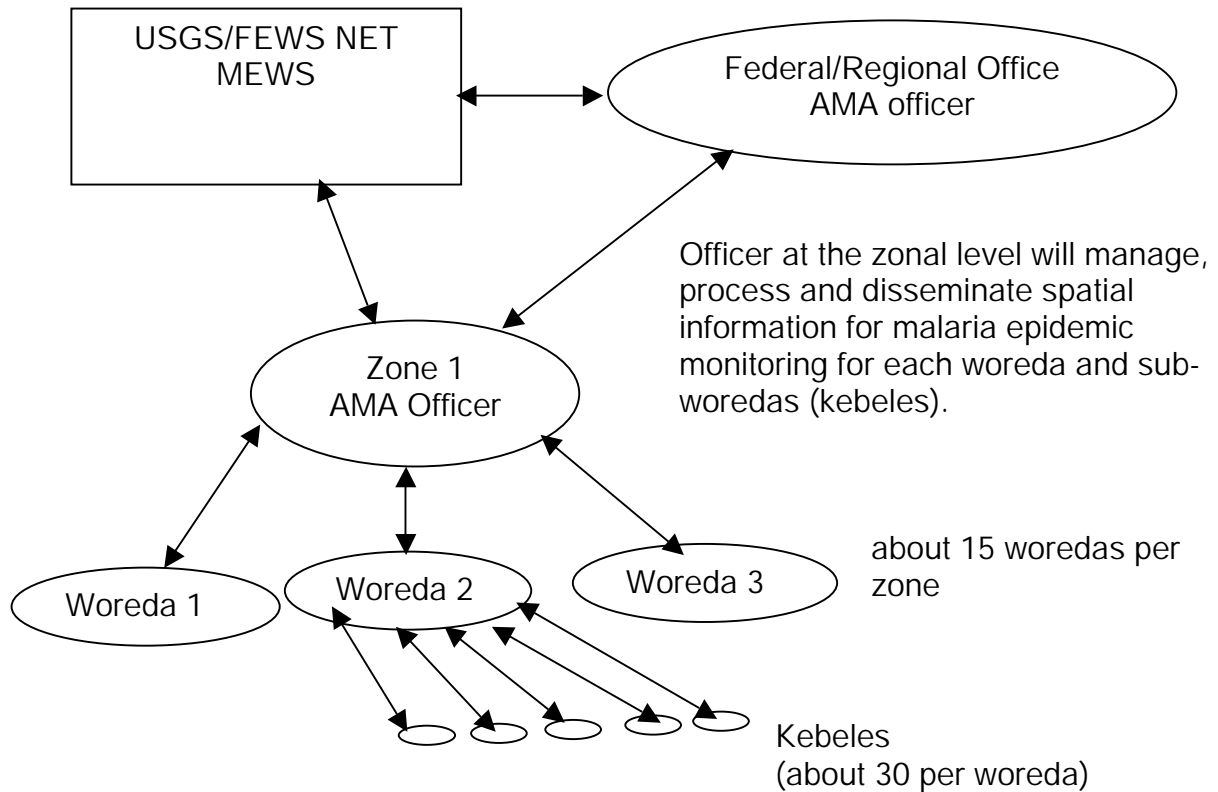 USGS/FEWS NET
MEWS
Federal/Regional Office
AMA officer
Officer at the zonal level will manage,
process and disseminate spatial
information for malaria epidemic
monitoring for each woreda and sub-
woredas (kebeles).
Zone 1
AMA Officer
about 15 woredas per
zone
Woreda 1
Woreda 2
Woreda 3
Kebeles
(about 30 per woreda)